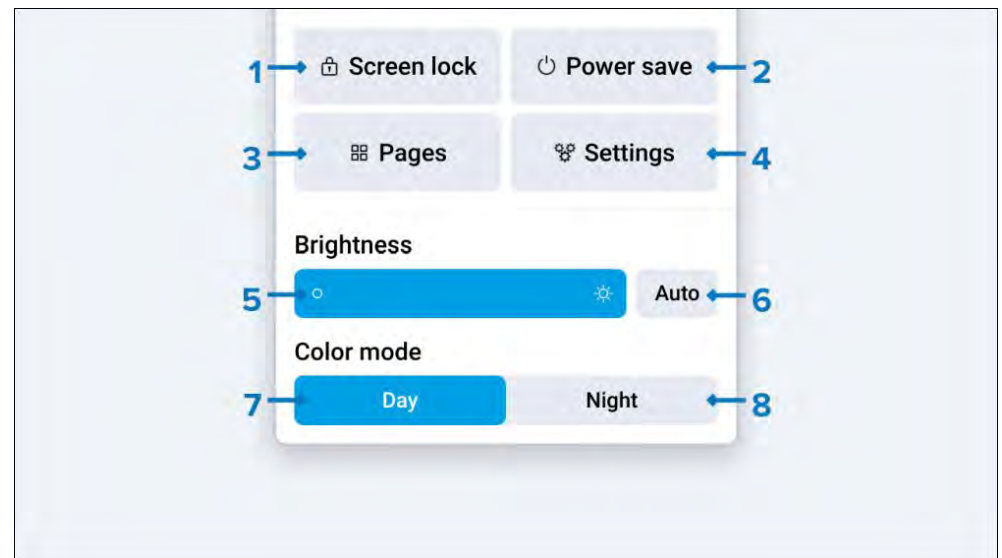 1 Screen lock Power save 2
3 Pages Settings 4
Brightness
5 Auto 6
Color mode
7 Day Night 8